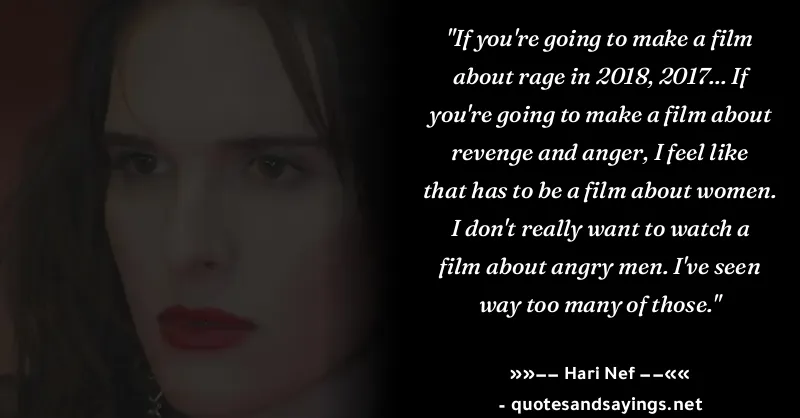 "If you're going to make a film
about rage in 2018, 2017... If
you're going to make a film about
revenge and anger, I feel like
that has to be a film about women.
I don't really want to watch a
film about angry men. I've seen
way too many of those."
»»-- Hari Nef --««
- quotesandsayings.net